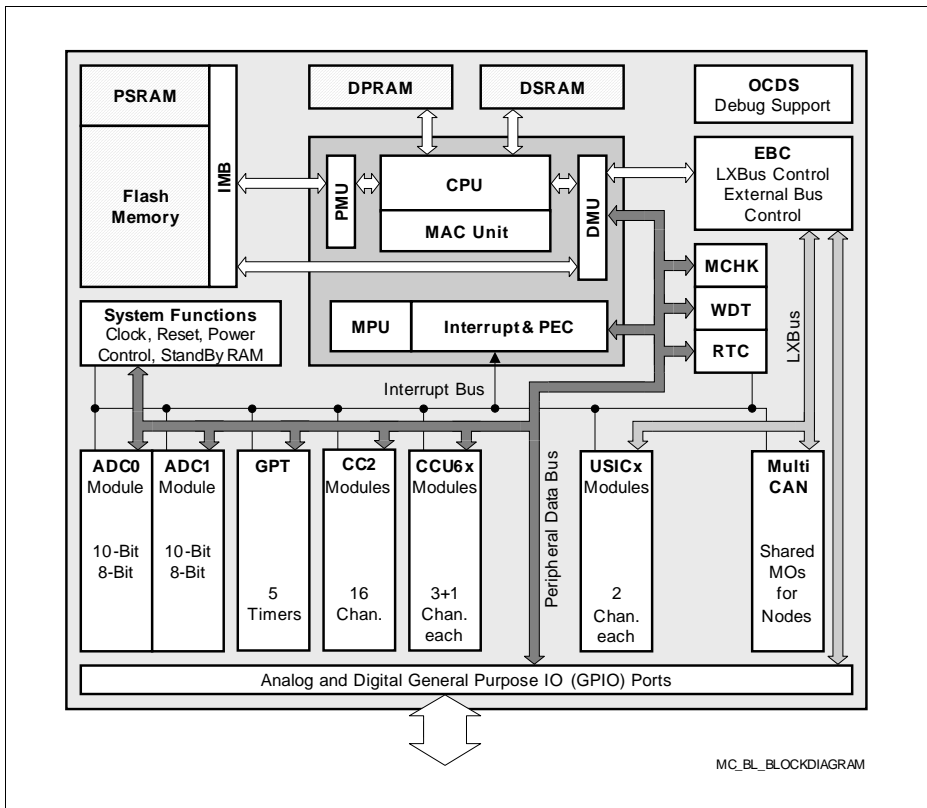 PSRAM
Flash
Memory
IMB
DPRAM
DSRAM
PMU
CPU
MAC Unit
DMU
MPU
Interrupt & PEC
OCDS
Debug Support
EBC
LXBus Control
External Bus
Control
MCHK
WDT
RTC
LXBus
System Functions
Clock, Reset, Power
Control, StandBy RAM
Interrupt Bus
ADC0
Module
10-Bit
8-Bit
ADC1
Module
10-Bit
8-Bit
GPT
5
Timers
CC2
Modules
16
Chan.
CCU6x
Modules
3+1
Chan.
each
Peripheral Data Bus
USICx
Modules
2
Chan.
each
Multi
CAN
Shared
MOs
for
Nodes
Analog and Digital General Purpose IO (GPIO) Ports
MC_BL_BLOCKDIAGRAM